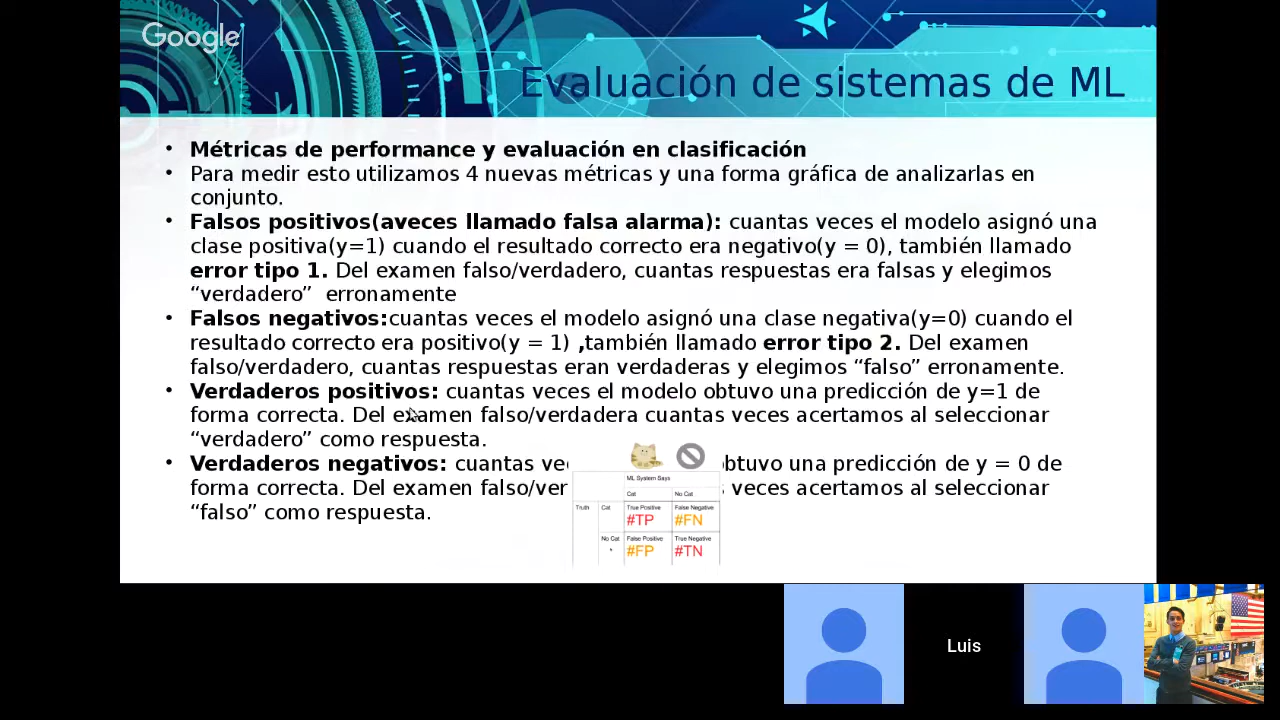 Google
Evaluación de sistemas de ML
• Métricas de performance y evaluación en clasificación
• Para medir esto utilizamos 4 nuevas métricas y una forma gráfica de analizarlas en
conjunto.
• Falsos positivos(aveces llamado falsa alarma): cuantas veces el modelo asignó una
clase positiva(y=1) cuando el resultado correcto era negativo(y = 0), también llamado
error tipo 1. Del examen falso/verdadero, cuantas respuestas era falsas y elegimos
“verdadero” erronamente
• Falsos negativos:cuantas veces el modelo asignó una clase negativa(y=0) cuando el
resultado correcto era positivo(y = 1) ,también llamado error tipo 2. Del examen
falso/verdadero, cuantas respuestas eran verdaderas y elegimos “falso” erronamente.
• Verdaderos positivos: cuantas veces el modelo obtuvo una predicción de y=1 de
forma correcta. Del examen falso/verdadera cuantas veces acertamos al seleccionar
“verdadero” como respuesta.
• Verdaderos negativos: cuantas obtuvo una predicción de y = 0 de
forma correcta. Del examen veces acertamos al seleccionar
“falso” como respuesta.
ML System Says
Cat No Cat
Truth Cat True Positive False Negative
#TP #FN
No Cat False Positive True Negative
#FP #TN
Luis